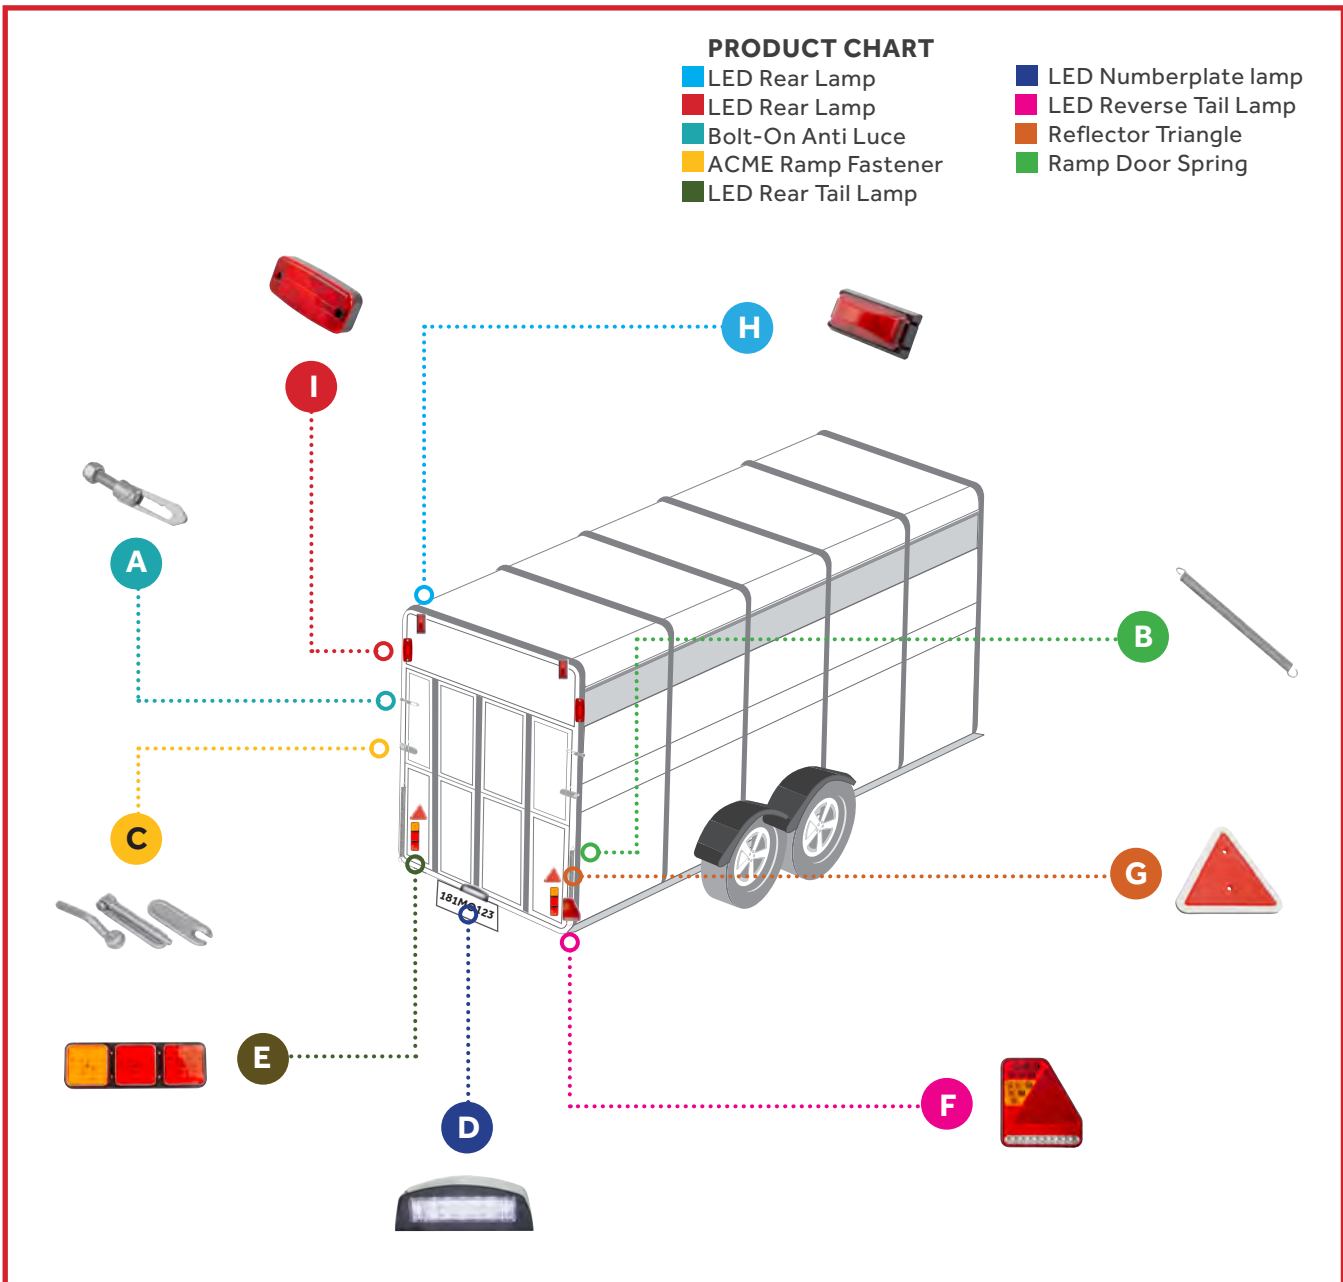 PRODUCT CHART
LED Rear Lamp
LED Rear Lamp
Bolt-On Anti Luce
ACME Ramp Fastener
LED Rear Tail Lamp
LED Numberplate lamp
LED Reverse Tail Lamp
Reflector Triangle
Ramp Door Spring
H
I
A
B
C
G
E
F
D